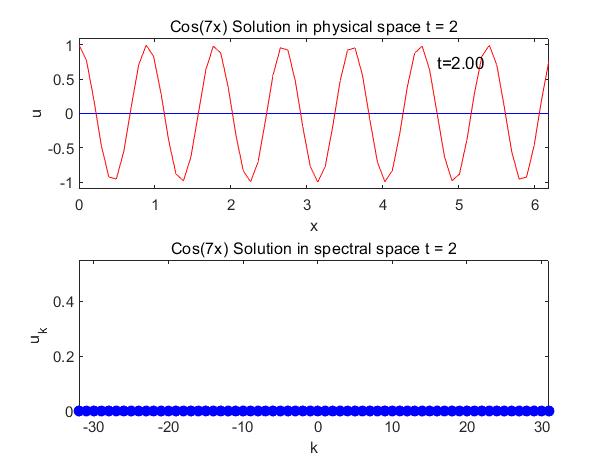 Cos(7x) Solution in physical space t = 2
1
0.5
0
-0.5
-1
u
t=2.00
0 1 2 3 4 5 6
x
Cos(7x) Solution in spectral space t = 2
0.4
0.2
0
u_k
-30 -20 -10 0 10 20 30
k